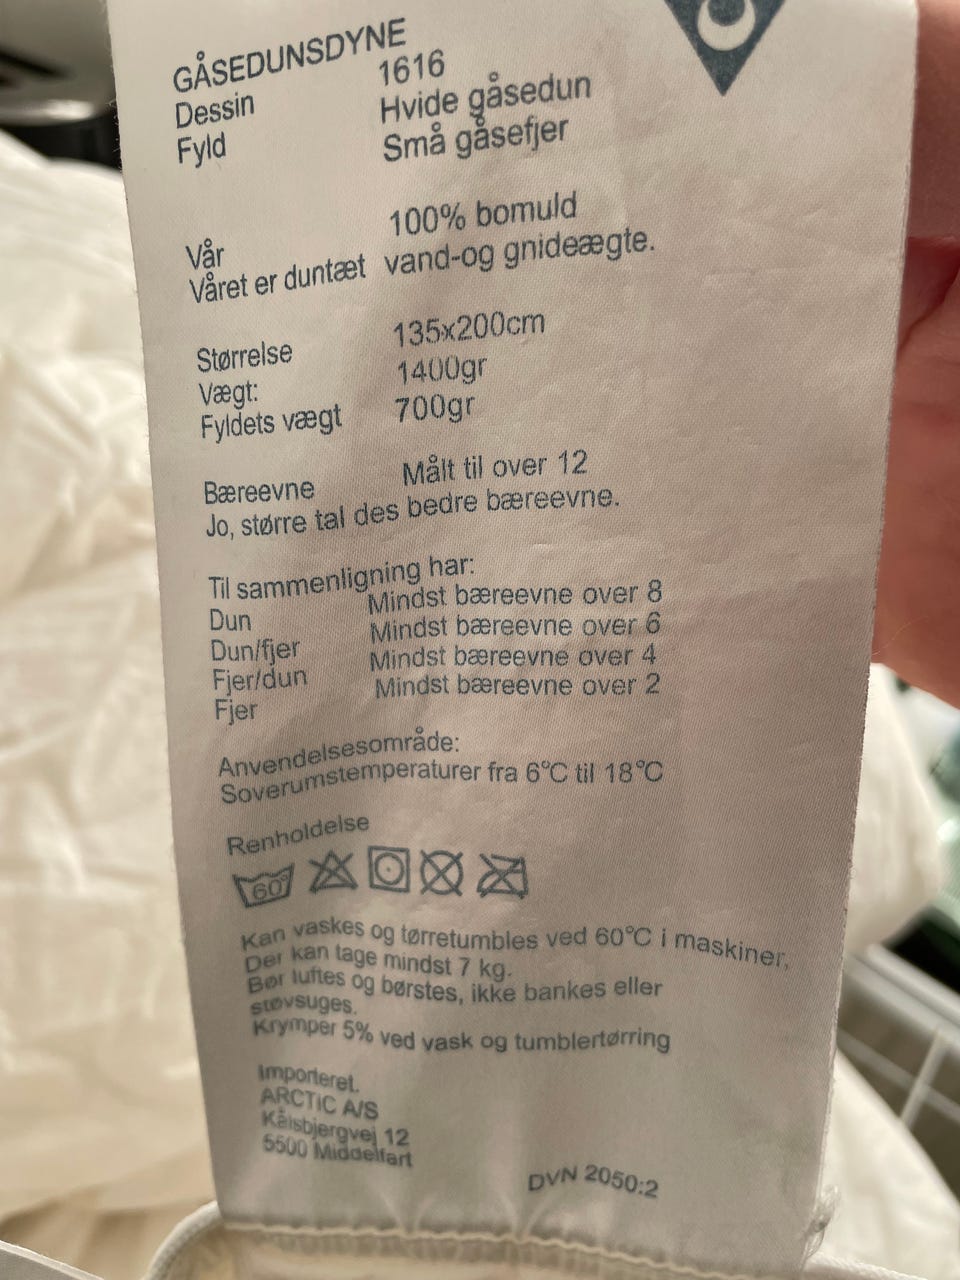 GÅSEDUNSDYNE
Dessin 1616
Fyld Hvide gåsedun
Små gåsefjer
Vår 100% bomuld
Våret er duntæt vand-og gnideægte.
Størrelse 135x200cm
Vægt: 1400gr
Fyldets vægt 700gr
Bæreevne Målt til over 12
Jo, større tal des bedre bæreevne.
Til sammenligning har:
Dun Mindst bæreevne over 8
Dun/fjer Mindst bæreevne over 6
Fjer/dun Mindst bæreevne over 4
Fjer Mindst bæreevne over 2
Anvendelsesområde:
Soverumstemperaturer fra 6°C til 18°C
Renholdelse
60°
Kan vaskes og tørretumbles ved 60°C i maskiner,
Der kan tage mindst 7 kg.
Bør luftes og børstes, ikke bankes eller
støvsuges.
Krymper 5% ved vask og tumblertørring
Importeret.
ARCTIC A/S
Kålsbjergvej 12
5500 Middelfart
DVN 2050:2